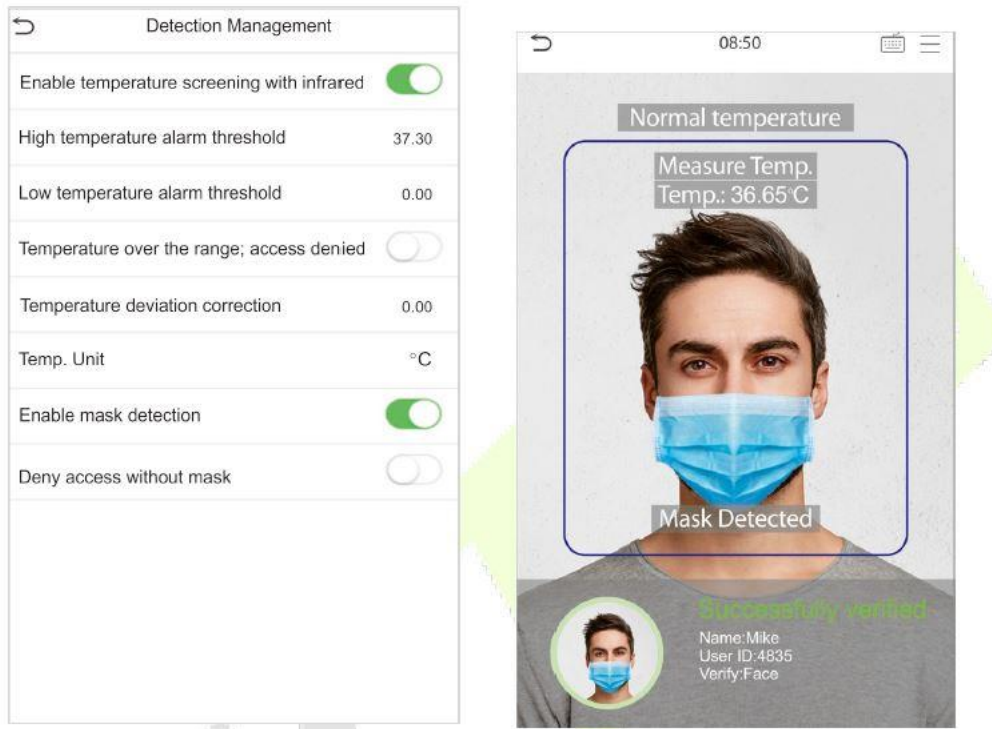 Detection Management
Enable temperature screening with infrared
High temperature alarm threshold 37.30
Low temperature alarm threshold 0.00
Temperature over the range; access denied
Temperature deviation correction 0.00
Temp. Unit °C
Enable mask detection
Deny access without mask
08:50
Normal temperature
Measure Temp.
Temp.: 36.65°C
Mask Detected
Successfully verified
Name:Mike
User ID:4835
Verify:Face